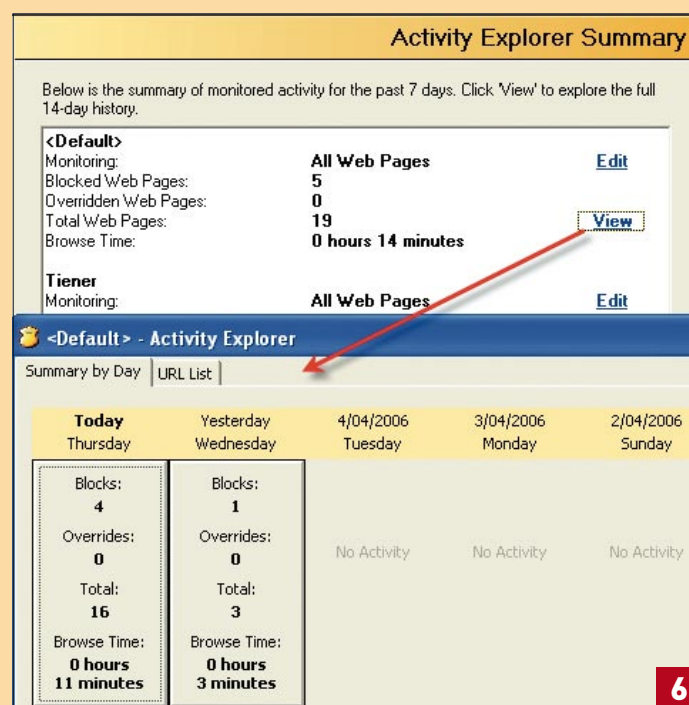 Activity Explorer Summary
Below is the summary of monitored activity for the past 7 days. Click 'View' to explore the full
14-day history.
<Default>
Monitoring: All Web Pages Edit
Blocked Web Pages: 5
Overridden Web Pages: 0
Total Web Pages: 19 View
Browse Time: 0 hours 14 minutes
Tiener
Monitoring: All Web Pages Edit
<Default> - Activity Explorer
Summary by Day URL List
Today Yesterday 4/04/2006 3/04/2006 2/04/2006
Thursday Wednesday Tuesday Monday Sunday
Blocks: Blocks:
4 1
Overrides: Overrides:
0 0
No Activity No Activity No Activity
Total: Total:
16 3
Browse Time: Browse Time:
0 hours 0 hours
11 minutes 3 minutes
6